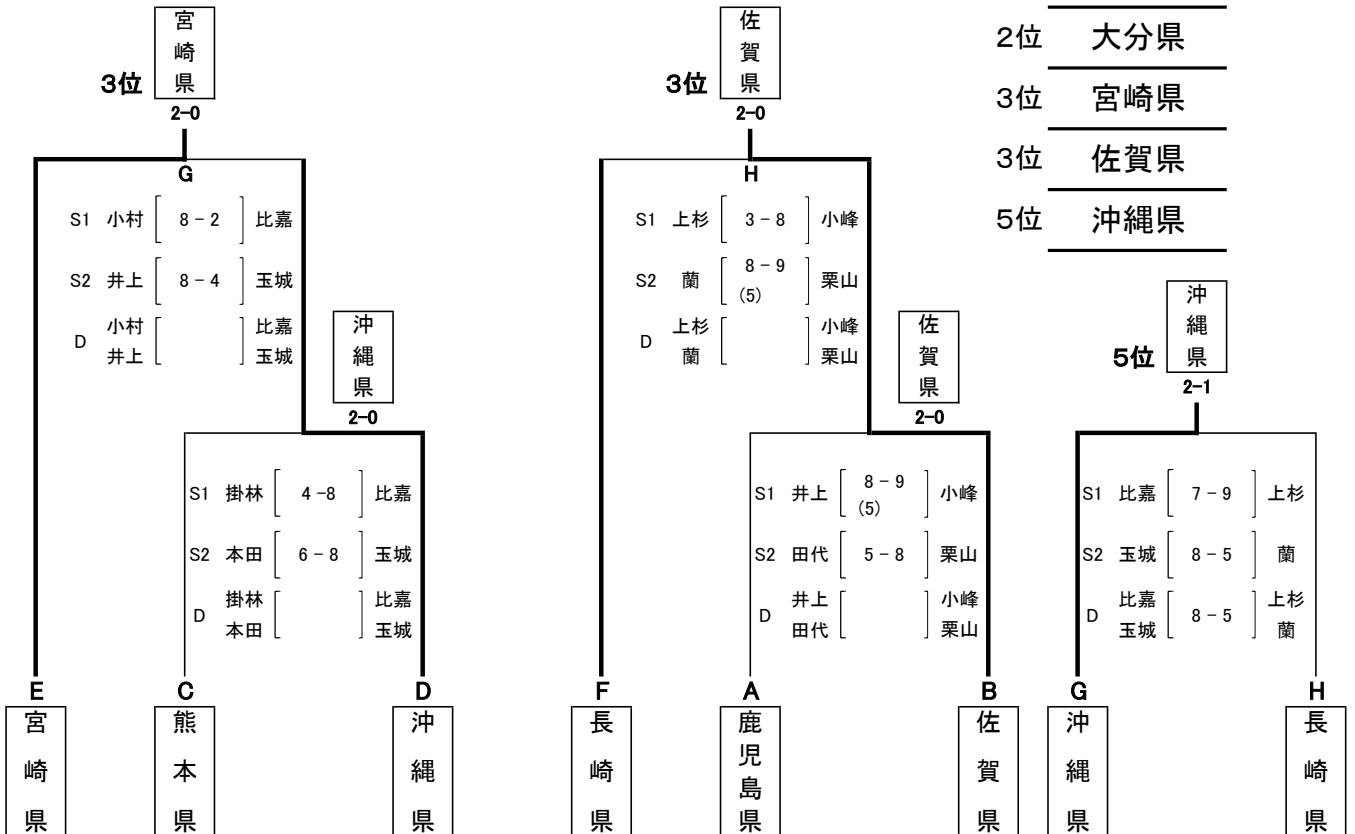 2位 大分県
3位 宮崎県
3位 佐賀県
5位 沖縄県
3位 宮崎県
2-0
G
S1 小村 8-2 比嘉
S2 井上 8-4 玉城
D 小村 井上 比嘉 玉城
沖縄県
2-0
S1 掛林 4-8 比嘉
S2 本田 6-8 玉城
D 掛林 本田 比嘉 玉城
E 宮崎県
C 熊本県
D 沖縄県
3位 佐賀県
2-0
H
S1 上杉 3-8 小峰
S2 蘭 8-9 (5) 栗山
D 上杉 蘭 小峰 栗山
佐賀県
2-0
S1 井上 8-9 (5) 小峰
S2 田代 5-8 栗山
D 井上 田代 小峰 栗山
F 長崎県
A 鹿児島県
B 佐賀県
5位 沖縄県
2-1
S1 比嘉 7-9 上杉
S2 玉城 8-5 蘭
D 比嘉 玉城 8-5 上杉 蘭
G 沖縄県
H 長崎県